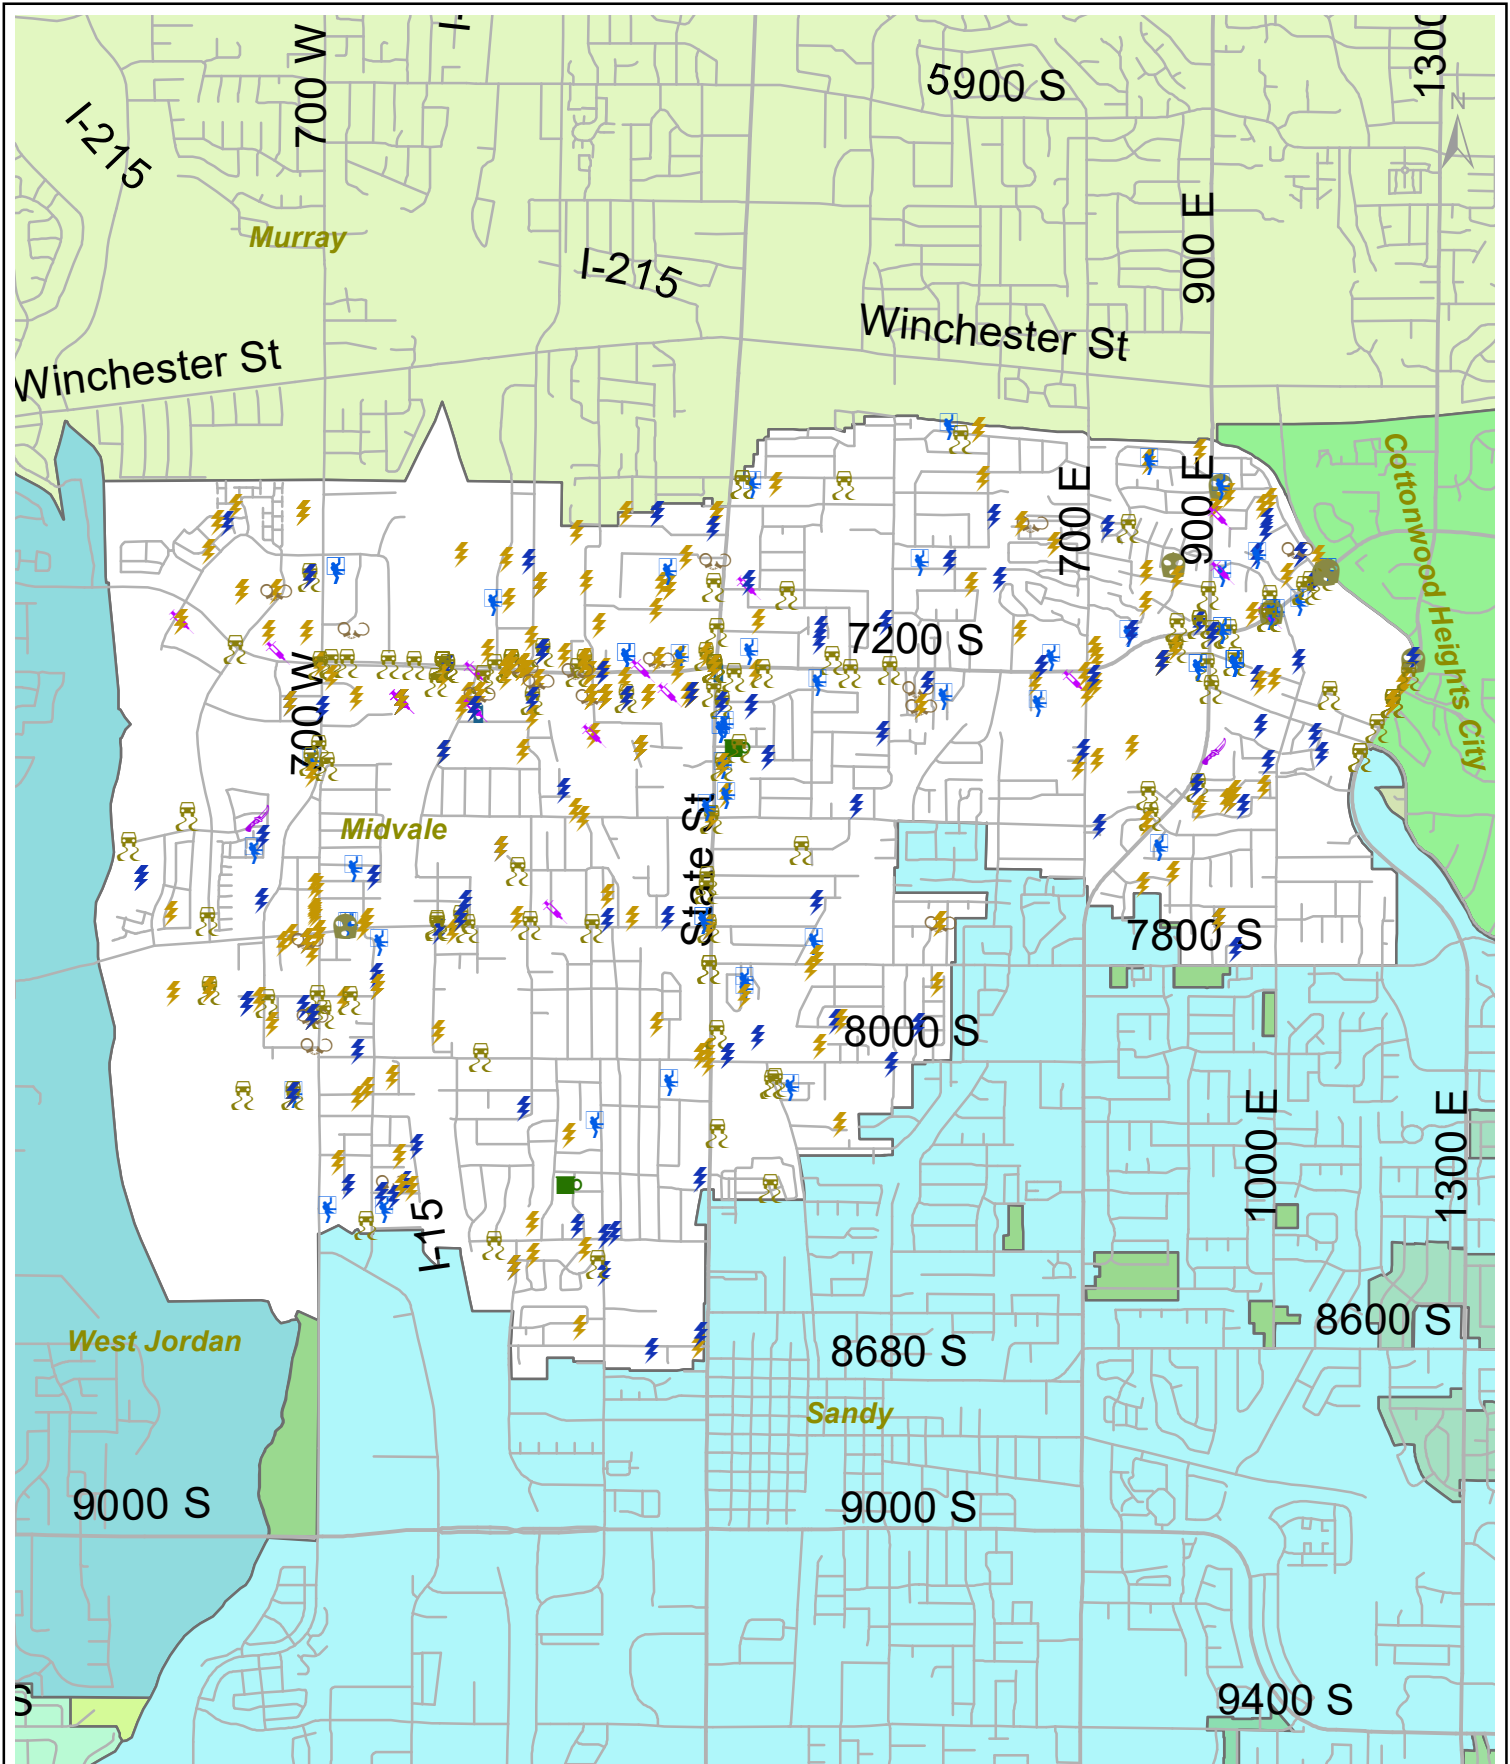 1300
I-
700 W
5900 S
I-215
N
900 E
Murray
I-215
Winchester St
Winchester St
Cottonwood Heights City
700 E
900 E
7200 S
700 W
State St
Midvale
7800 S
8000 S
1000 E
1300 E
I-15
8600 S
West Jordan
8680 S
Sandy
9000 S
9000 S
S
9400 S